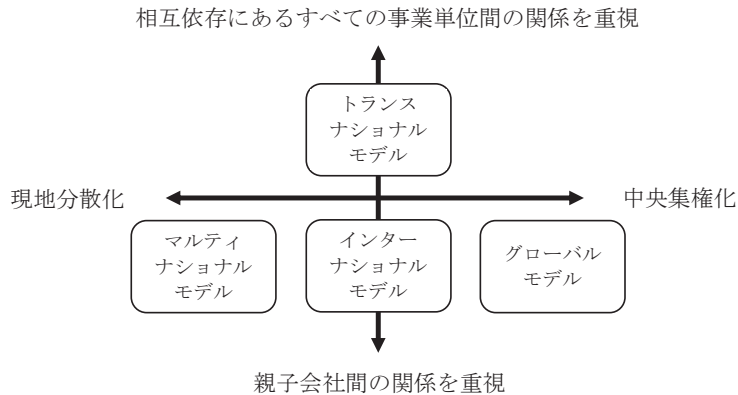 相互依存にあるすべての事業単位間の関係を重視
トランス
ナショナル
モデル
現地分散化
中央集権化
マルティ
ナショナル
モデル
インター
ナショナル
モデル
グローバル
モデル
親子会社間の関係を重視